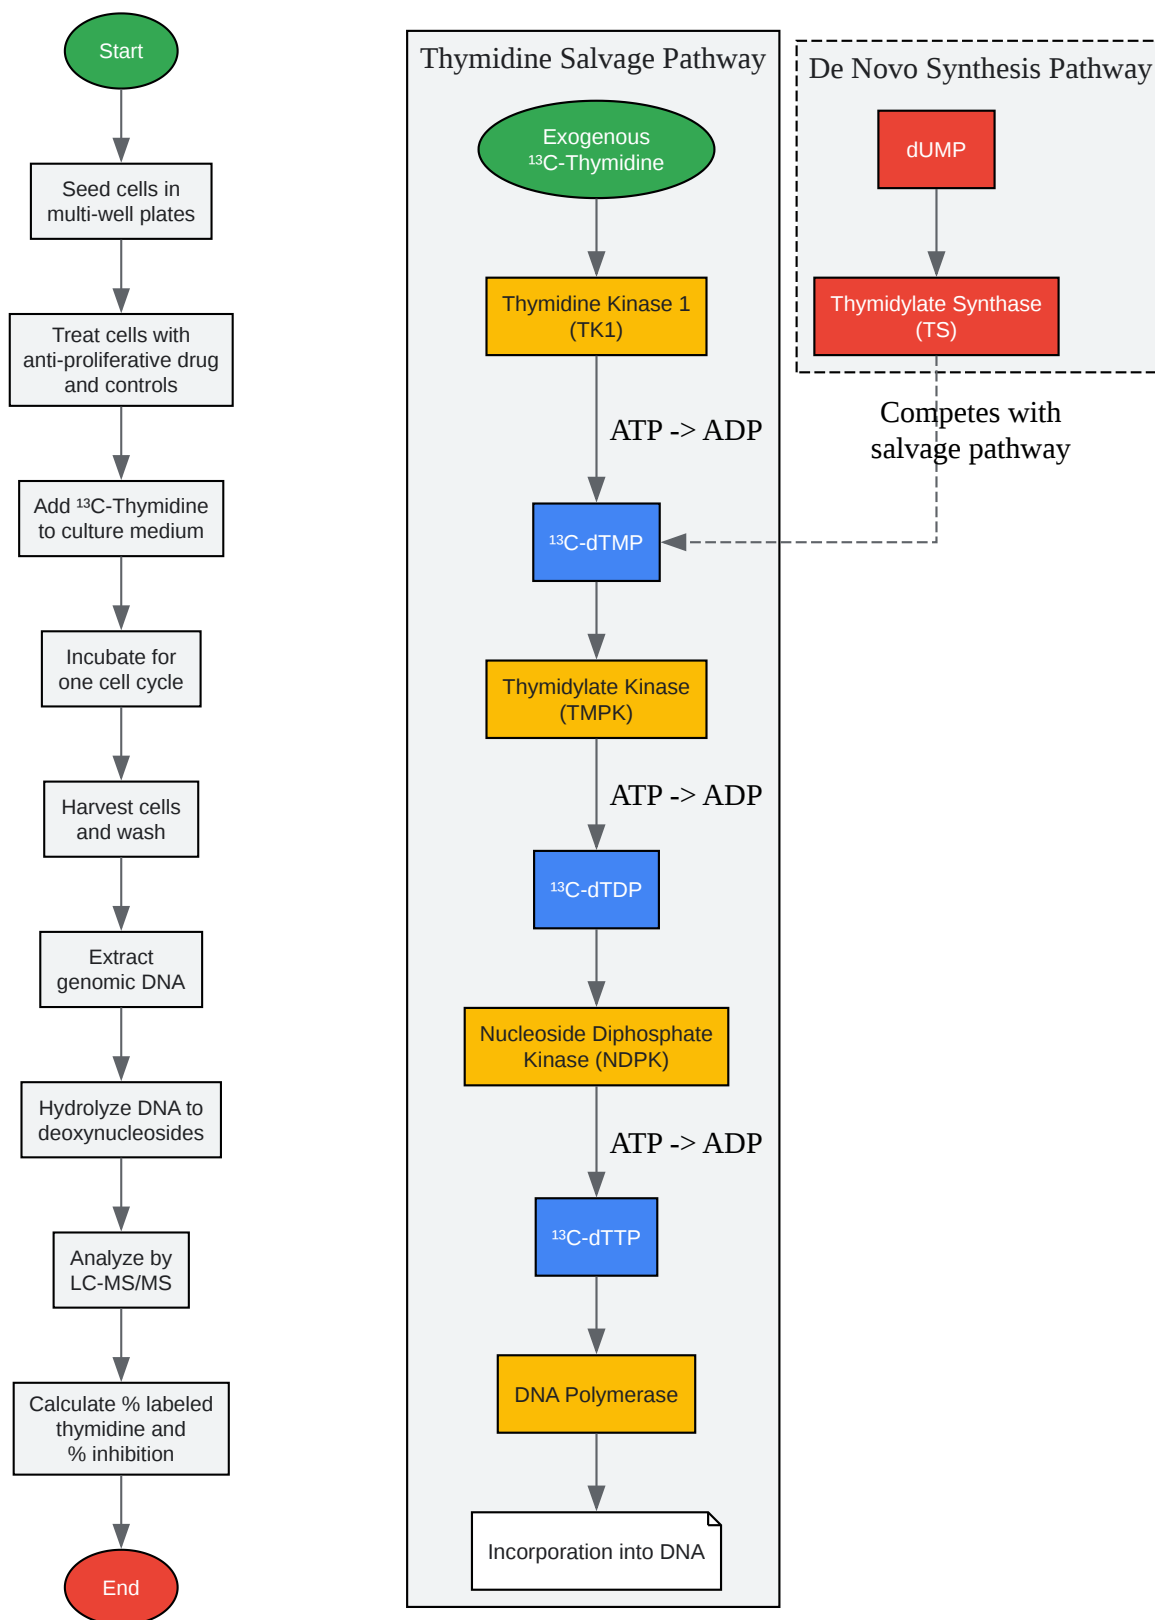 Start
Seed cells in
multi-well plates
Treat cells with
anti-proliferative drug
and controls
Add ¹³C-Thymidine
to culture medium
Incubate for
one cell cycle
Harvest cells
and wash
Extract
genomic DNA
Hydrolyze DNA to
deoxynucleosides
Analyze by
LC-MS/MS
Calculate % labeled
thymidine and
% inhibition
End
Thymidine Salvage Pathway
Exogenous
¹³C-Thymidine
Thymidine Kinase 1
(TK1)
ATP -> ADP
¹³C-dTMP
Thymidylate Kinase
(TMPK)
ATP -> ADP
¹³C-dTDP
Nucleoside Diphosphate
Kinase (NDPK)
ATP -> ADP
¹³C-dTTP
DNA Polymerase
Incorporation into DNA
De Novo Synthesis Pathway
dUMP
Thymidylate Synthase
(TS)
Competes with
salvage pathway